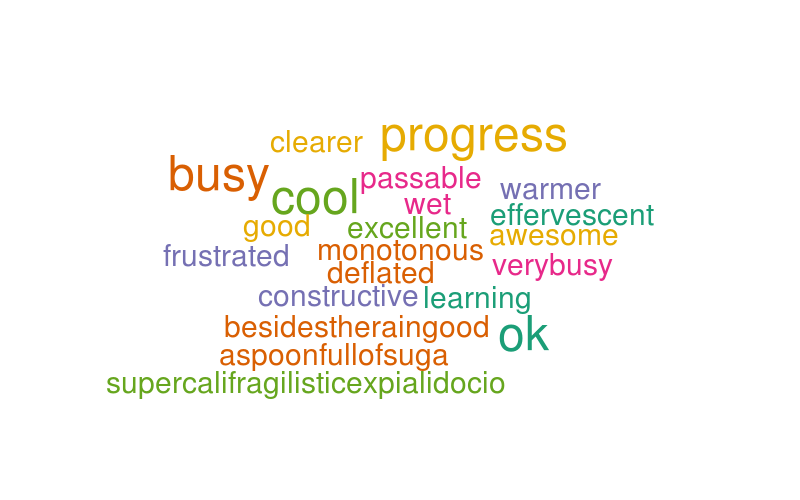 clearer progress
busy cool passable warmer
wet effervescent
good excellent awesome
frustrated monotonous verybusy
deflated
constructive learning
besidestheraingood ok
aspoonfullofsuga
supercalifragilisticexpialidocio